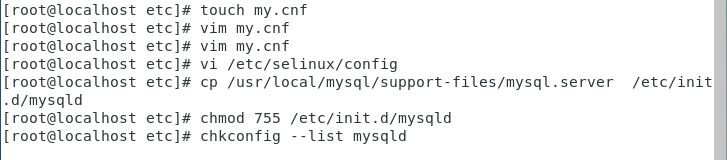 [root@localhost etc]# touch my.cnf
[root@localhost etc]# vim my.cnf
[root@localhost etc]# vim my.cnf
[root@localhost etc]# vi /etc/selinux/config
[root@localhost etc]# cp /usr/local/mysql/support-files/mysql.server  /etc/init
.d/mysqld
[root@localhost etc]# chmod 755 /etc/init.d/mysqld
[root@localhost etc]# chkconfig --list mysqld